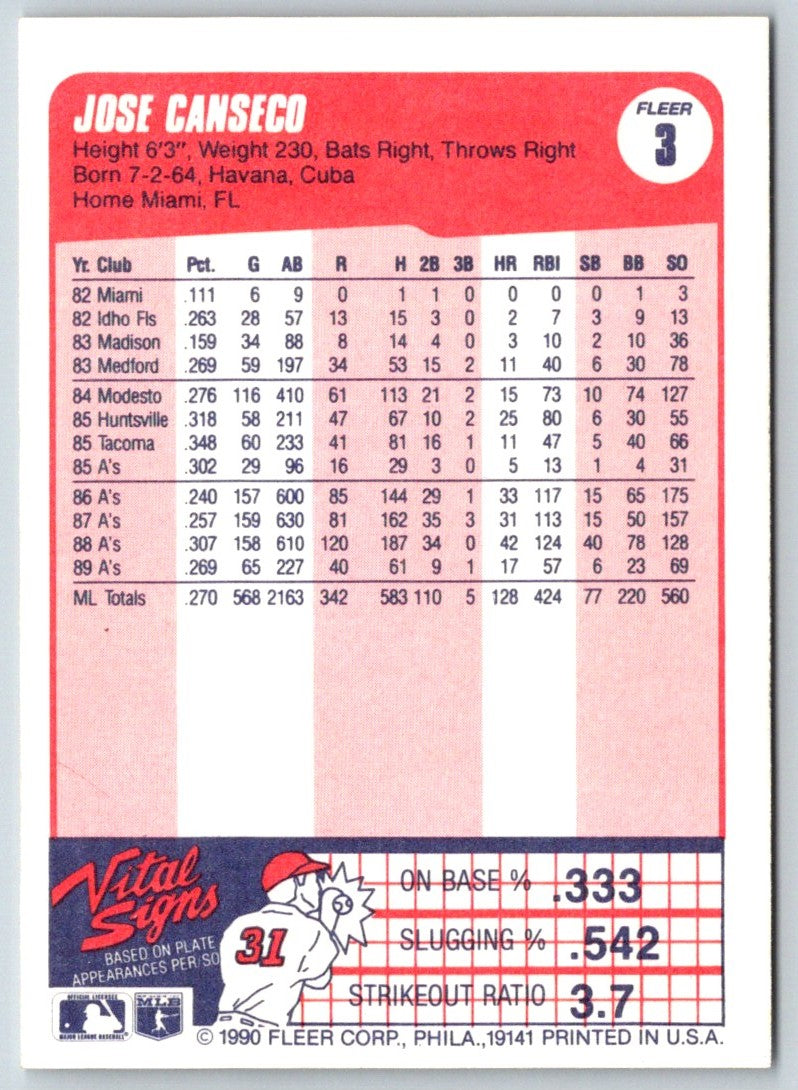 JOSE CANSECO
Height 6'3", Weight 230, Bats Right, Throws Right
Born 7-2-64, Havana, Cuba
Home Miami, FL
FLEER
3
Yr. Club Pct. G AB R H 2B 3B HR RBI SB BB SO
82 Miami .111 6 9 0 1 1 0 0 0 0 1 3
82 Idho Fls .263 28 57 13 15 3 0 2 7 3 9 13
83 Madison .159 34 88 8 14 4 0 3 10 2 10 36
83 Medford .269 59 197 34 53 15 2 11 40 6 30 78
84 Modesto .276 116 410 61 113 21 2 15 73 10 74 127
85 Huntsville .318 58 211 47 67 10 2 25 80 6 30 55
85 Tacoma .348 60 233 41 81 16 1 11 47 5 40 66
85 A's .302 29 96 16 29 3 0 5 13 1 4 31
86 A's .240 157 600 85 144 29 1 33 117 15 65 175
87 A's .257 159 630 81 162 35 3 31 113 15 50 157
88 A's .307 158 610 120 187 34 0 42 124 40 78 128
89 A's .269 65 227 40 61 9 1 17 57 6 23 69
ML Totals .270 568 2163 342 583 110 5 128 424 77 220 560
Vital
Signs
BASED ON PLATE
APPEARANCES PER/SO
31
ON BASE % .333
SLUGGING % .542
STRIKEOUT RATIO 3.7
OFFICIAL LICENSEE
MAJOR LEAGUE BASEBALL
MLB
© 1990 FLEER CORP., PHILA.,19141 PRINTED IN U.S.A.